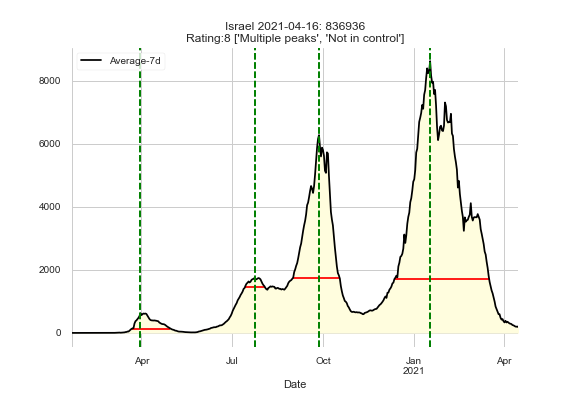 Israel 2021-04-16: 836936
Rating:8 ['Multiple peaks', 'Not in control']
Average-7d
8000
6000
4000
2000
0
Apr
Jul
Oct
Jan
2021
Apr
Date